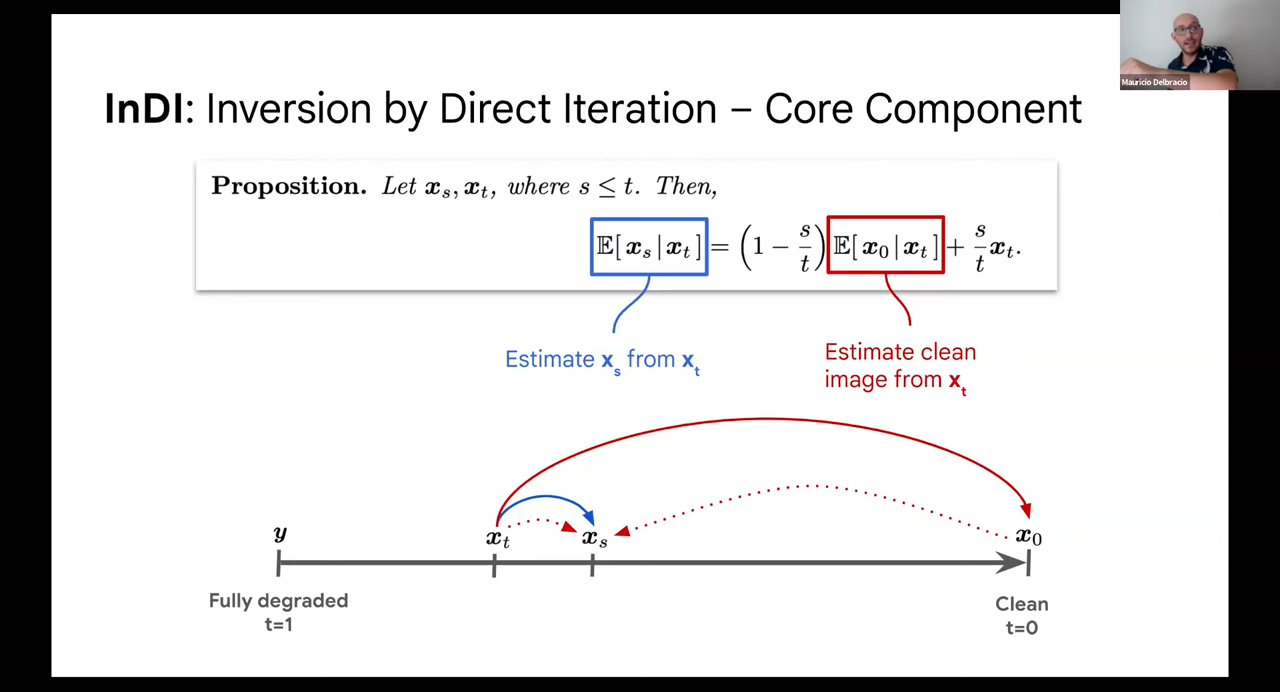 Mauricio Delbracio
InDI: Inversion by Direct Iteration – Core Component
Proposition. Let x_s, x_t, where s ≤ t. Then,
𝔼[x_s|x_t] = (1 − s/t) 𝔼[x_0|x_t] + s/t x_t.
Estimate x_s from x_t
Estimate clean
image from x_t
y
x_t
x_s
x_0
Fully degraded
t=1
Clean
t=0